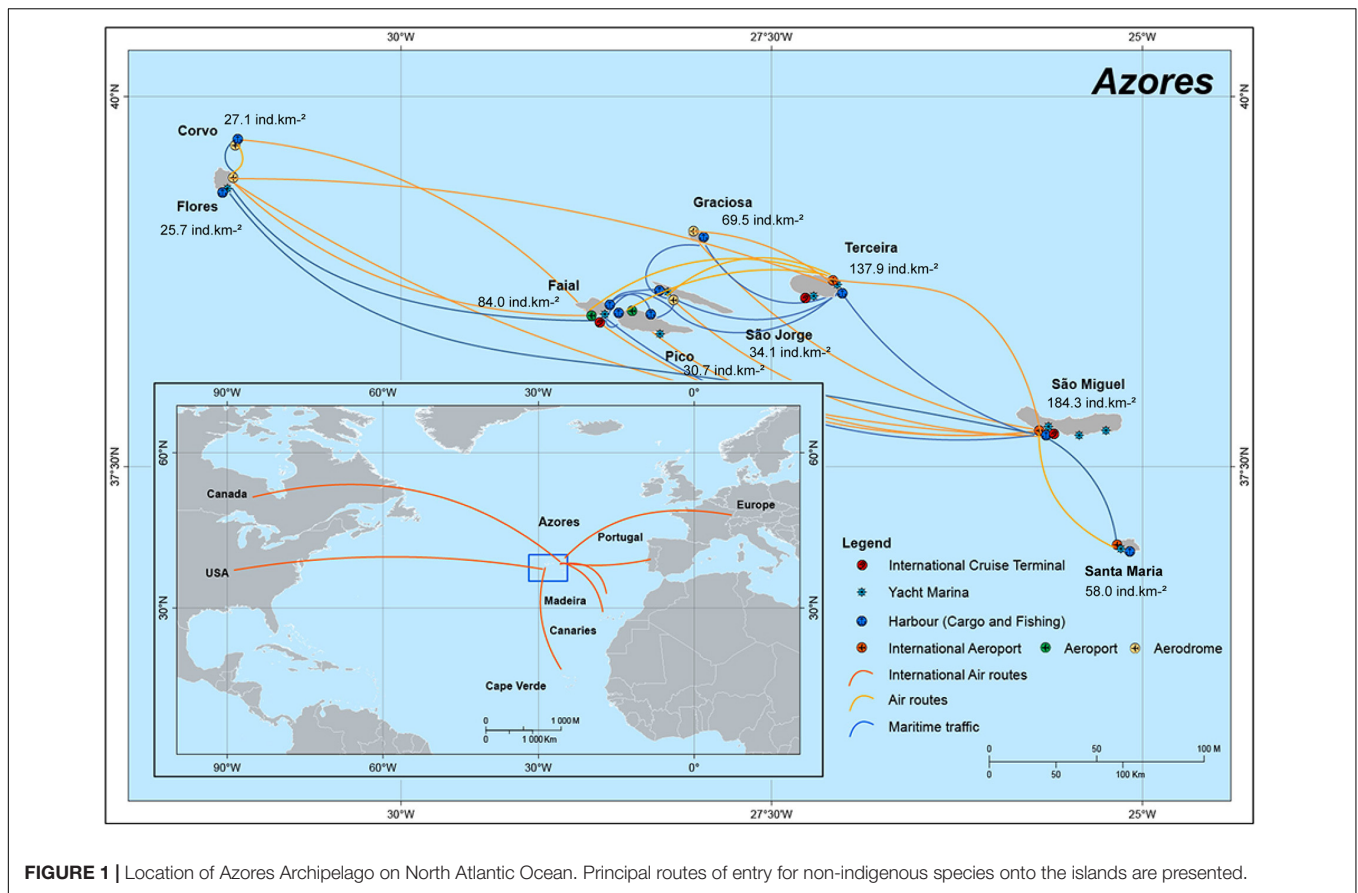 30°W
27°30'W
25°W
Azores
40°N
40°N
Corvo
27.1 ind.km-²
Flores
25.7 ind.km-²
Graciosa
69.5 ind.km-²
Terceira
137.9 ind.km-²
Faial
84.0 ind.km-²
São Jorge
34.1 ind.km-²
Pico
30.7 ind.km-²
São Miguel
184.3 ind.km-²
37°30'N
37°30'N
Santa Maria
58.0 ind.km-²
90°W
60°W
30°W
0°
60°N
60°N
Canada
Azores
Europe
Portugal
USA
Madeira
30°N
30°N
Canaries
Cape Verde
0
1 000 M
0
1 000 Km
90°W
60°W
30°W
0°
Legend
International Cruise Terminal
Yacht Marina
Harbour (Cargo and Fishing)
International Aeroport
Aeroport
Aerodrome
International Air routes
Air routes
Maritime traffic
0
50
100 M
0
50
100 Km
30°W
27°30'W
25°W
FIGURE 1 | Location of Azores Archipelago on North Atlantic Ocean. Principal routes of entry for non-indigenous species onto the islands are presented.